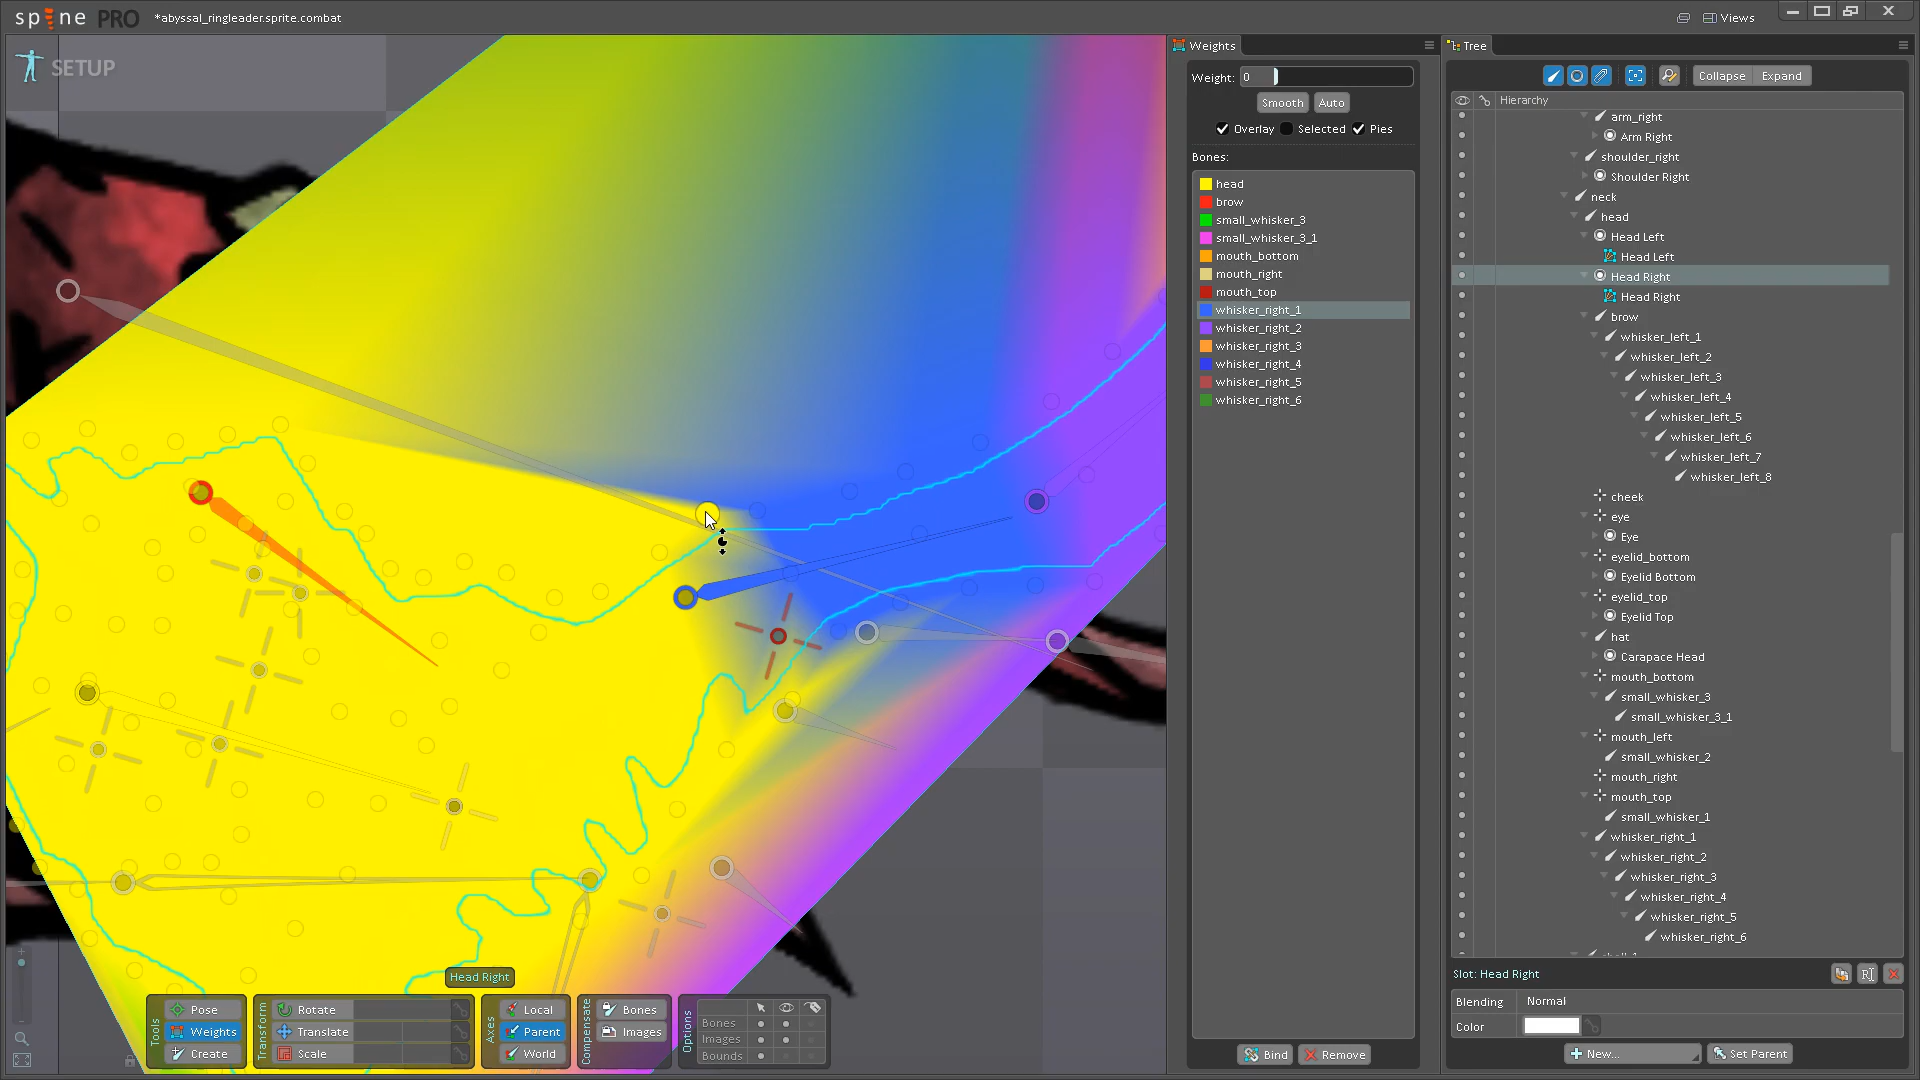 spine PRO *abyssal_ringleader.sprite.combat
Views
SETUP
Weights
Weight: 0
Smooth Auto
Overlay Selected Pies
Bones:
head
brow
small_whisker_3
small_whisker_3_1
mouth_bottom
mouth_right
mouth_top
whisker_right_1
whisker_right_2
whisker_right_3
whisker_right_4
whisker_right_5
whisker_right_6
Bind Remove
Tree
Collapse Expand
Hierarchy
arm_right
Arm Right
shoulder_right
Shoulder Right
neck
head
Head Left
Head Left
Head Right
Head Right
brow
whisker_left_1
whisker_left_2
whisker_left_3
whisker_left_4
whisker_left_5
whisker_left_6
whisker_left_7
whisker_left_8
cheek
eye
Eye
eyelid_bottom
Eyelid Bottom
eyelid_top
Eyelid Top
hat
Carapace Head
mouth_bottom
small_whisker_3
small_whisker_3_1
mouth_left
small_whisker_2
mouth_right
mouth_top
small_whisker_1
whisker_right_1
whisker_right_2
whisker_right_3
whisker_right_4
whisker_right_5
whisker_right_6
Slot: Head Right
Blending Normal
Color
New... Set Parent
Head Right
Tools
Pose
Weights
Create
Transform
Rotate
Translate
Scale
Axes
Local
Parent
World
Compensate
Bones
Images
Options
Bones
Images
Bounds